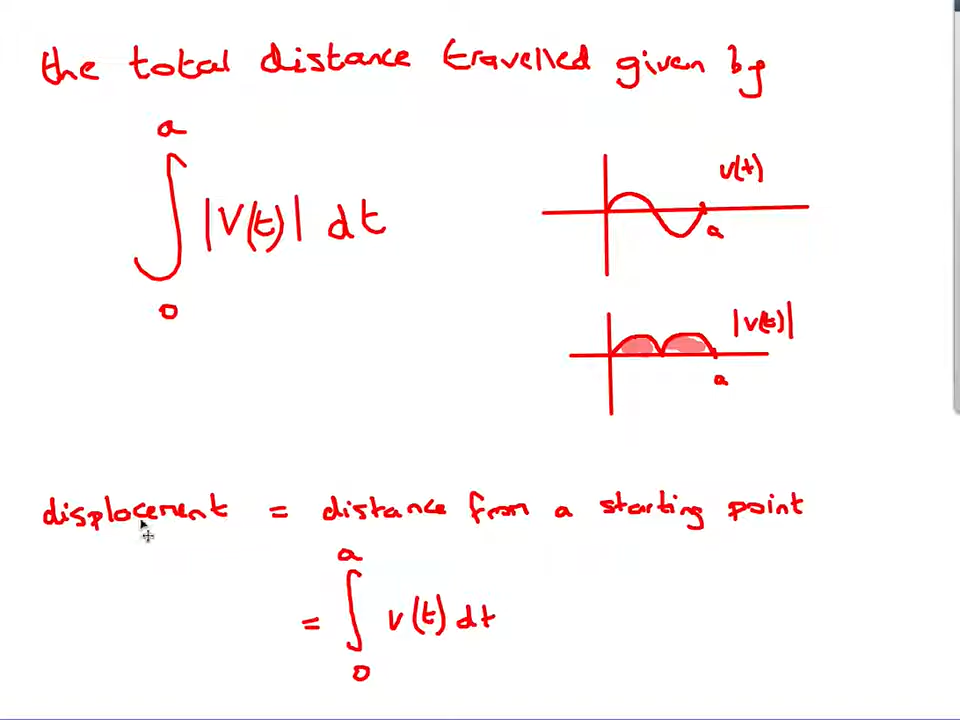 the total distance travelled given by
a
∫ |V(t)| dt
0
v(t)
a
|v(t)|
a
displacement = distance from a starting point
a
= ∫ v(t) dt
0